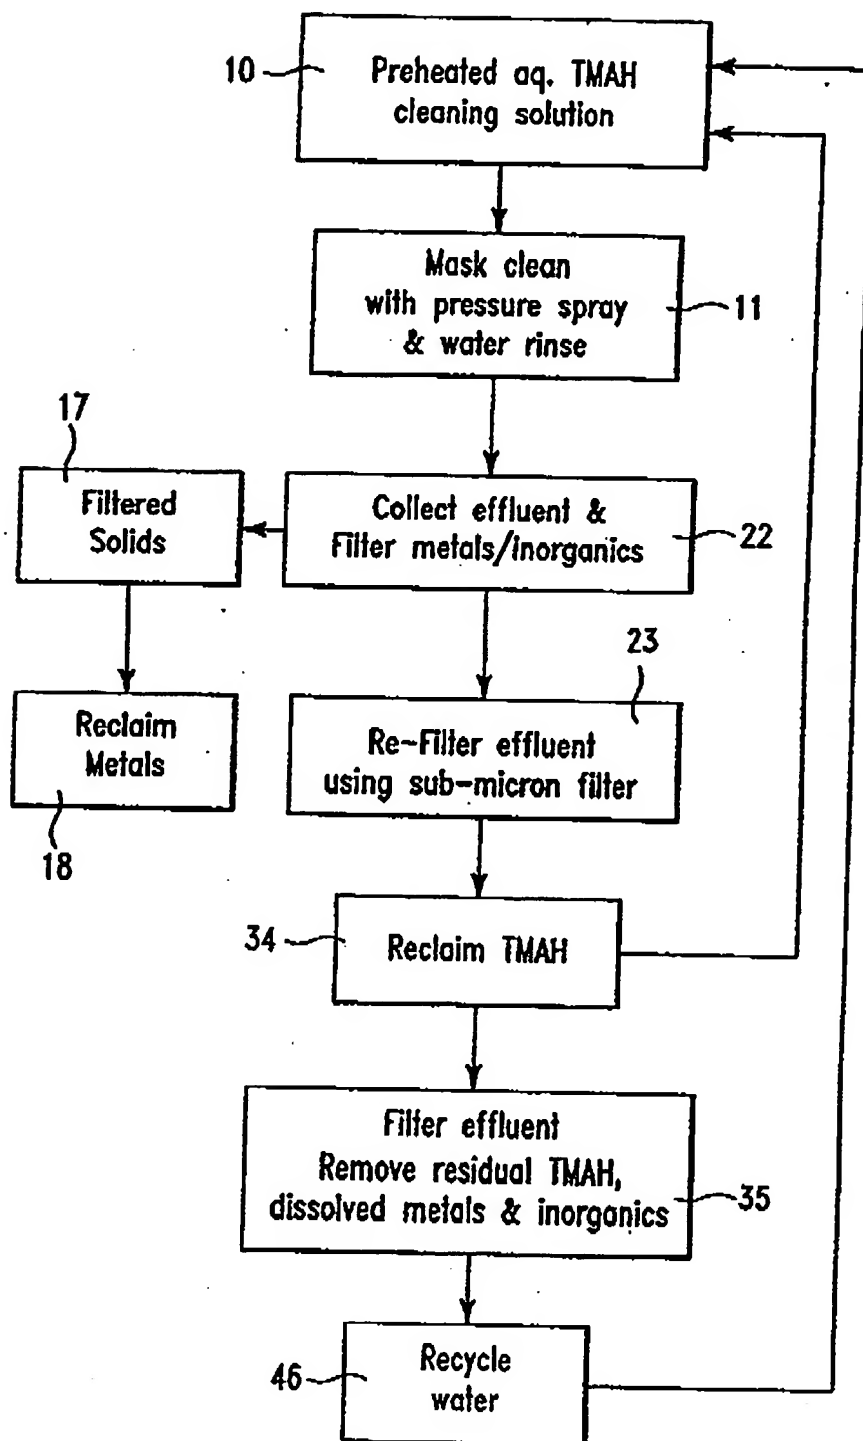 10
Preheated aq. TMAH
cleaning solution
Mask clean
with pressure spray
& water rinse
11
17
Filtered
Solids
Collect effluent &
Filter metals/Inorganics
22
23
Reclaim
Metals
18
Re-Filter effluent
using sub-micron filter
34
Reclaim TMAH
Filter effluent
Remove residual TMAH,
dissolved metals & inorganics
35
46
Recycle
water